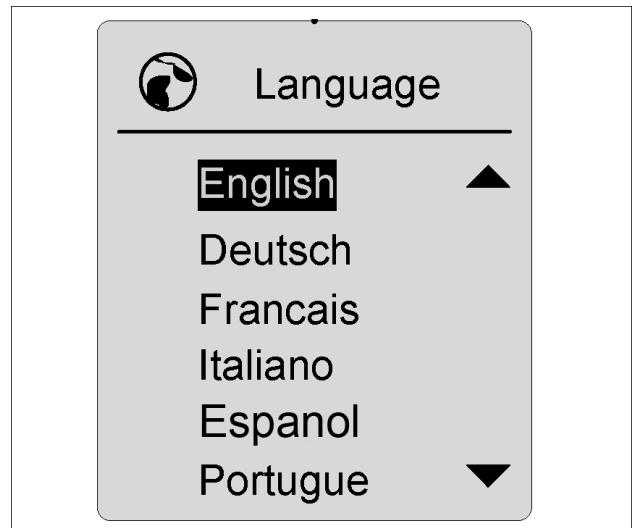 Language
English
Deutsch
Francais
Italiano
Espanol
Portugue